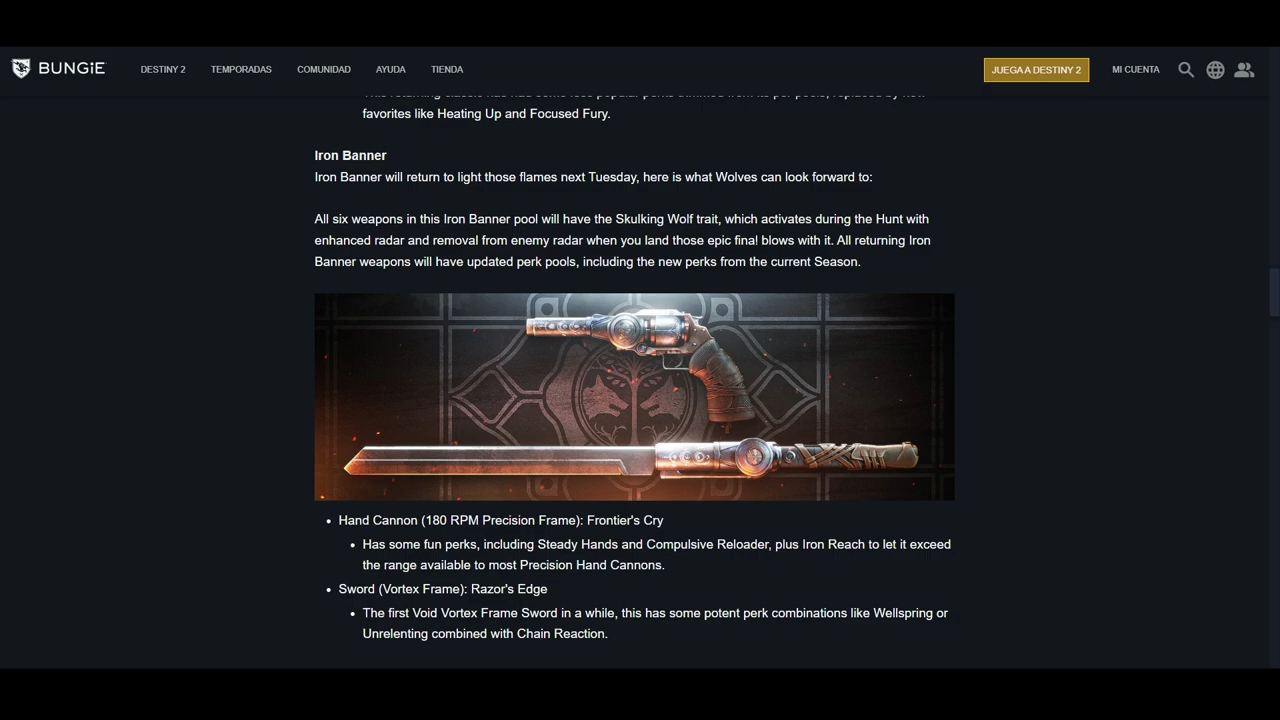 BUNGiE
DESTINY 2 TEMPORADAS COMUNIDAD AYUDA TIENDA JUEGA A DESTINY 2 MI CUENTA
favorites like Heating Up and Focused Fury.
Iron Banner
Iron Banner will return to light those flames next Tuesday, here is what Wolves can look forward to:
All six weapons in this Iron Banner pool will have the Skulking Wolf trait, which activates during the Hunt with
enhanced radar and removal from enemy radar when you land those epic final blows with it. All returning Iron
Banner weapons will have updated perk pools, including the new perks from the current Season.
• Hand Cannon (180 RPM Precision Frame): Frontier's Cry
• Has some fun perks, including Steady Hands and Compulsive Reloader, plus Iron Reach to let it exceed
the range available to most Precision Hand Cannons.
• Sword (Vortex Frame): Razor's Edge
• The first Void Vortex Frame Sword in a while, this has some potent perk combinations like Wellspring or
Unrelenting combined with Chain Reaction.